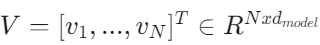 V = [v_1, ..., v_N]^T ∈ R^{Nxd_{model}}